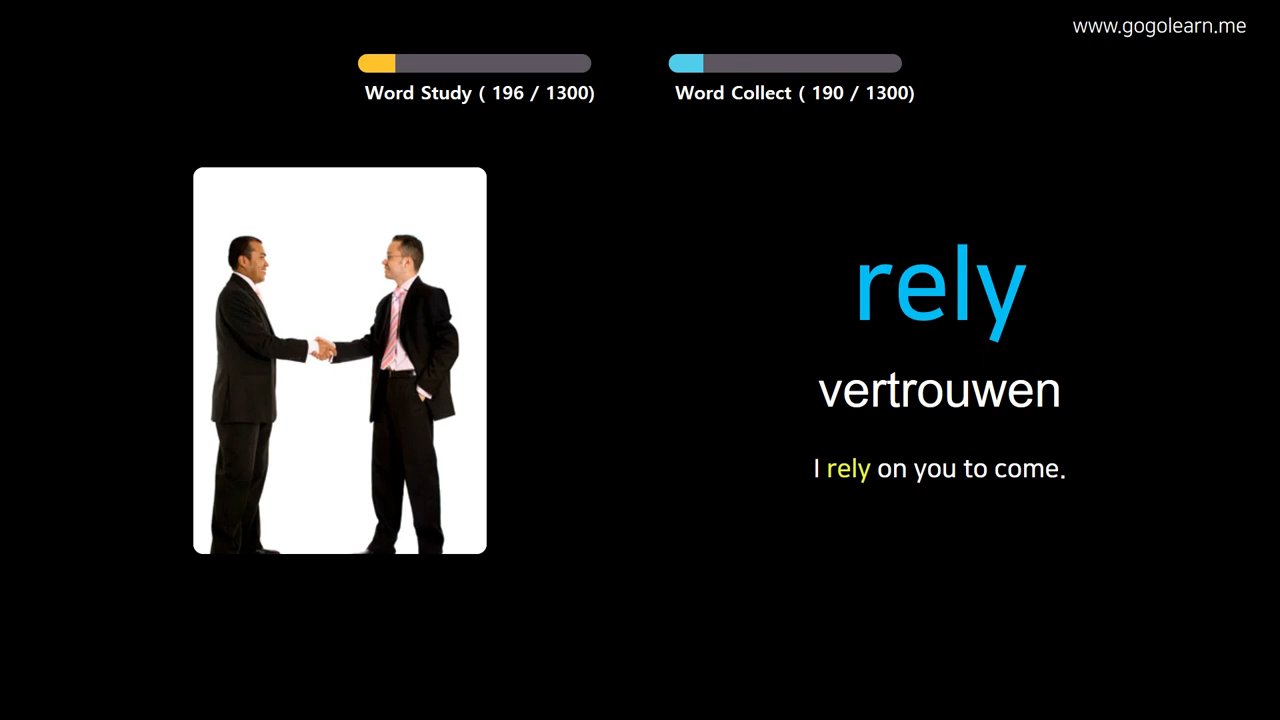 www.gogolearn.me
Word Study ( 196 / 1300)
Word Collect ( 190 / 1300)
rely
vertrouwen
I rely on you to come.